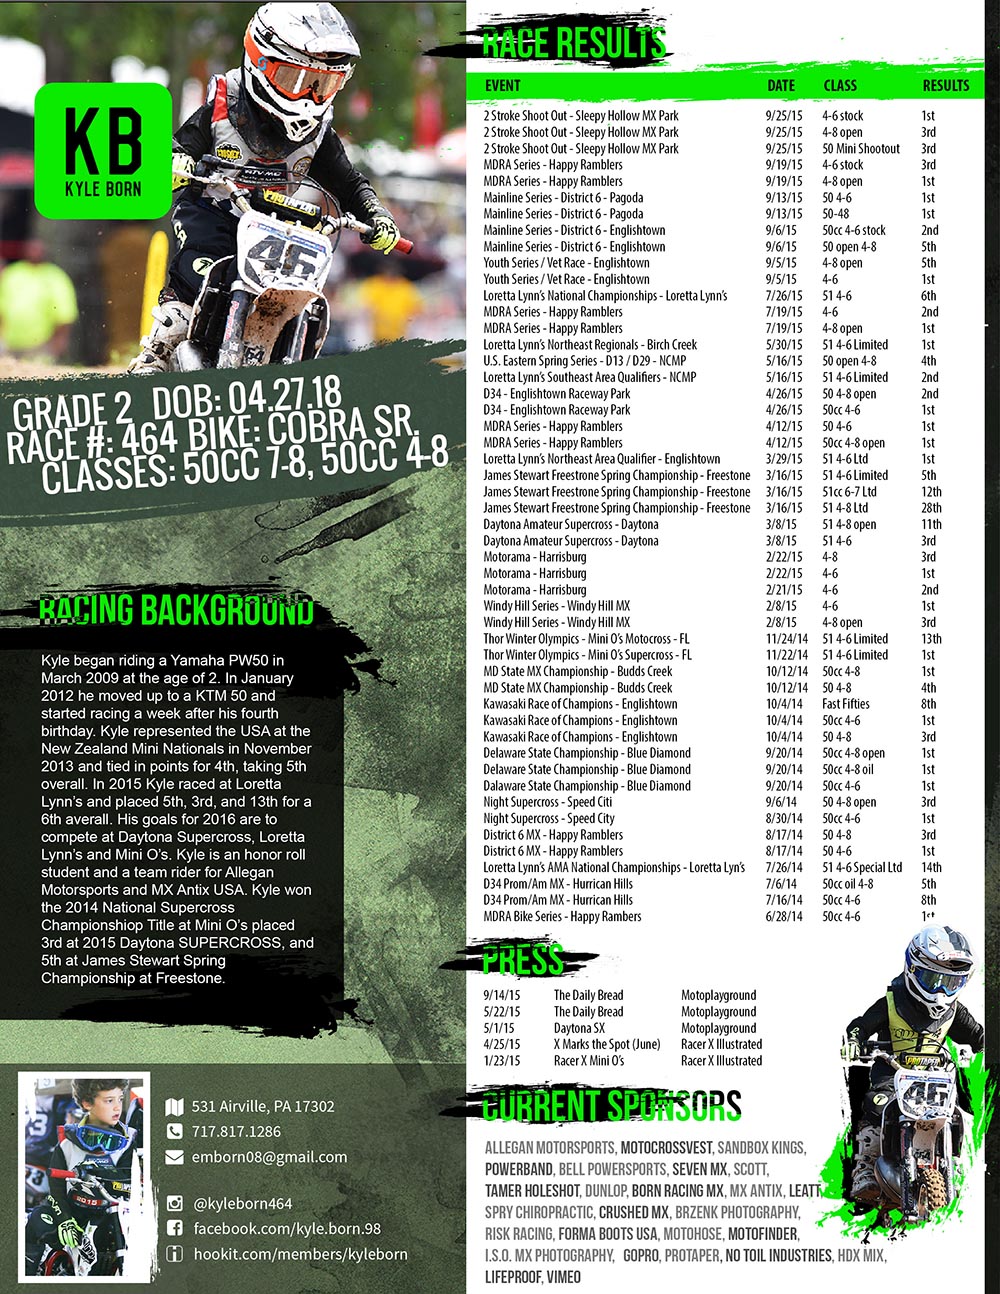 KB
KYLE BORN
46
GRADE 2 DOB: 04.27.18
RACE #: 464 BIKE: COBRA SR.
CLASSES: 50CC 7-8, 50CC 4-8
RACING BACKGROUND
Kyle began riding a Yamaha PW50 in
March 2009 at the age of 2. In January
2012 he moved up to a KTM 50 and
started racing a week after his fourth
birthday. Kyle represented the USA at the
New Zealand Mini Nationals in November
2013 and tied in points for 4th, taking 5th
overall. In 2015 Kyle raced at Loretta
Lynn's and placed 5th, 3rd, and 13th for a
6th averall. His goals for 2016 are to
compete at Daytona Supercross, Loretta
Lynn's and Mini O's. Kyle is an honor roll
student and a team rider for Allegan
Motorsports and MX Antix USA. Kyle won
the 2014 National Supercross
Championshiop Title at Mini O's placed
3rd at 2015 Daytona SUPERCROSS, and
5th at James Stewart Spring
Championship at Freestone.
531 Airville, PA 17302
717.817.1286
emborn08@gmail.com
@kyleborn464
facebook.com/kyle.born.98
hookit.com/members/kyleborn
RACE RESULTS
EVENT DATE CLASS RESULTS
2 Stroke Shoot Out - Sleepy Hollow MX Park 9/25/15 4-6 stock 1st
2 Stroke Shoot Out - Sleepy Hollow MX Park 9/25/15 4-8 open 3rd
2 Stroke Shoot Out - Sleepy Hollow MX Park 9/25/15 50 Mini Shootout 3rd
MDRA Series - Happy Ramblers 9/19/15 4-6 stock 3rd
MDRA Series - Happy Ramblers 9/19/15 4-8 open 1st
Mainline Series - District 6 - Pagoda 9/13/15 50 4-6 1st
Mainline Series - District 6 - Pagoda 9/13/15 50-48 1st
Mainline Series - District 6 - Englishtown 9/6/15 50cc 4-6 stock 2nd
Mainline Series - District 6 - Englishtown 9/6/15 50 open 4-8 5th
Youth Series / Vet Race - Englishtown 9/5/15 4-8 open 5th
Youth Series / Vet Race - Englishtown 9/5/15 4-6 1st
Loretta Lynn's National Championships - Loretta Lynn's 7/26/15 51 4-6 6th
MDRA Series - Happy Ramblers 7/19/15 4-6 2nd
MDRA Series - Happy Ramblers 7/19/15 4-8 open 1st
Loretta Lynn's Northeast Regionals - Birch Creek 5/30/15 51 4-6 Limited 1st
U.S. Eastern Spring Series - D13 / D29 - NCMP 5/16/15 50 open 4-8 4th
Loretta Lynn's Southeast Area Qualifiers - NCMP 5/16/15 51 4-6 Limited 2nd
D34 - Englishtown Raceway Park 4/26/15 50 4-8 open 2nd
D34 - Englishtown Raceway Park 4/26/15 50cc 4-6 1st
MDRA Series - Happy Ramblers 4/12/15 50 4-6 1st
MDRA Series - Happy Ramblers 4/12/15 50cc 4-8 open 1st
Loretta Lynn's Northeast Area Qualifier - Englishtown 3/29/15 51 4-6 Ltd 1st
James Stewart Freestrone Spring Championship - Freestone 3/16/15 51 4-6 Limited 5th
James Stewart Freestrone Spring Championship - Freestone 3/16/15 51cc 6-7 Ltd 12th
James Stewart Freestrone Spring Championship - Freestone 3/16/15 51 4-8 Ltd 28th
Daytona Amateur Supercross - Daytona 3/8/15 51 4-8 open 11th
Daytona Amateur Supercross - Daytona 3/8/15 51 4-6 3rd
Motorama - Harrisburg 2/22/15 4-8 3rd
Motorama - Harrisburg 2/22/15 4-6 1st
Motorama - Harrisburg 2/21/15 4-6 2nd
Windy Hill Series - Windy Hill MX 2/8/15 4-6 1st
Windy Hill Series - Windy Hill MX 2/8/15 4-8 open 3rd
Thor Winter Olympics - Mini O's Motocross - FL 11/24/14 51 4-6 Limited 13th
Thor Winter Olympics - Mini O's Supercross - FL 11/22/14 51 4-6 Limited 1st
MD State MX Championship - Budds Creek 10/12/14 50cc 4-8 1st
MD State MX Championship - Budds Creek 10/12/14 50 4-8 4th
Kawasaki Race of Champions - Englishtown 10/4/14 Fast Fifties 8th
Kawasaki Race of Champions - Englishtown 10/4/14 50cc 4-6 1st
Kawasaki Race of Champions - Englishtown 10/4/14 50 4-8 3rd
Delaware State Championship - Blue Diamond 9/20/14 50cc 4-8 open 1st
Delaware State Championship - Blue Diamond 9/20/14 50cc 4-8 oil 1st
Dalaware State Championship - Blue Diamond 9/20/14 50cc 4-6 1st
Night Supercross - Speed Citi 9/6/14 50 4-8 open 3rd
Night Supercross - Speed City 8/30/14 50cc 4-6 1st
District 6 MX - Happy Ramblers 8/17/14 50 4-8 3rd
District 6 MX - Happy Ramblers 8/17/14 50 4-6 1st
Loretta Lynn's AMA National Championships - Loretta Lyn's 7/26/14 51 4-6 Special Ltd 14th
D34 Prom/Am MX - Hurrican Hills 7/6/14 50cc oil 4-8 5th
D34 Prom/Am MX - Hurrican Hills 7/16/14 50cc 4-6 8th
MDRA Bike Series - Happy Rambers 6/28/14 50cc 4-6 1st
PRESS
9/14/15 The Daily Bread Motoplayground
5/22/15 The Daily Bread Motoplayground
5/1/15 Daytona SX Motoplayground
4/25/15 X Marks the Spot (June) Racer X Illustrated
1/23/15 Racer X Mini O's Racer X Illustrated
CURRENT SPONSORS
ALLEGAN MOTORSPORTS, MOTOCROSSVEST, SANDBOX KINGS,
POWERBAND, BELL POWERSPORTS, SEVEN MX, SCOTT,
TAMER HOLESHOT, DUNLOP, BORN RACING MX, MX ANTIX, LEATT,
SPRY CHIROPRACTIC, CRUSHED MX, BRZENK PHOTOGRAPHY,
RISK RACING, FORMA BOOTS USA, MOTOHOSE, MOTOFINDER,
I.S.O. MX PHOTOGRAPHY, GOPRO, PROTAPER, NO TOIL INDUSTRIES, HDX MIX,
LIFEPROOF, VIMEO
PROTAPER
46